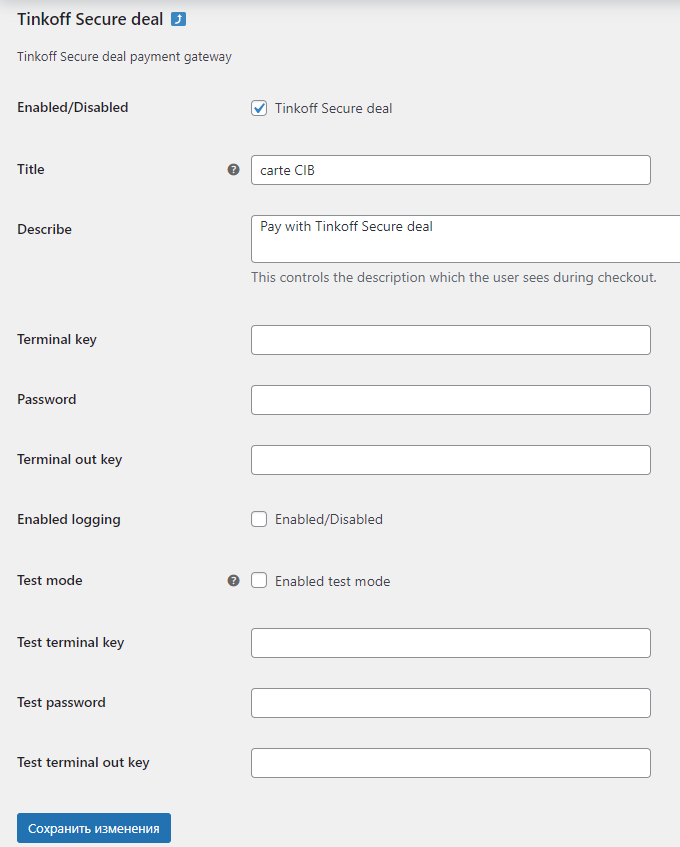 Tinkoff Secure deal
Tinkoff Secure deal payment gateway
Enabled/Disabled
Tinkoff Secure deal
Title
carte CIB
Describe
Pay with Tinkoff Secure deal
This controls the description which the user sees during checkout.
Terminal key
Password
Terminal out key
Enabled logging
Enabled/Disabled
Test mode
Enabled test mode
Test terminal key
Test password
Test terminal out key
Сохранить изменения